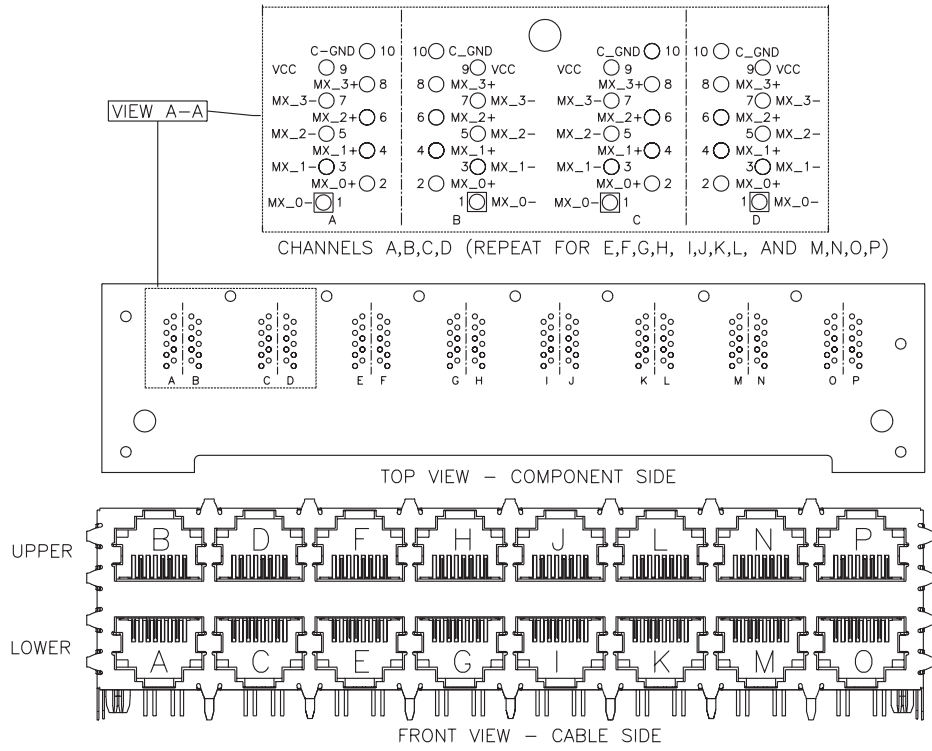 C-GND 10 10 C_GND C_GND 10 10 C_GND
VCC 9 9 VCC VCC 9 9 VCC
MX_3+ 8 8 MX_3+ MX_3+ 8 8 MX_3+
MX_3- 7 7 MX_3- MX_3- 7 7 MX_3-
MX_2+ 6 6 MX_2+ MX_2+ 6 6 MX_2+
MX_2- 5 5 MX_2- MX_2- 5 5 MX_2-
MX_1+ 4 4 MX_1+ MX_1+ 4 4 MX_1+
MX_1- 3 3 MX_1- MX_1- 3 3 MX_1-
MX_0+ 2 2 MX_0+ MX_0+ 2 2 MX_0+
MX_0- 1 1 MX_0- MX_0- 1 1 MX_0-
A B C D
VIEW A-A
CHANNELS A,B,C,D (REPEAT FOR E,F,G,H, I,J,K,L, AND M,N,O,P)
A B C D E F G H I J K L M N O P
TOP VIEW - COMPONENT SIDE
UPPER B D F H J L N P
LOWER A C E G I K M O
FRONT VIEW - CABLE SIDE